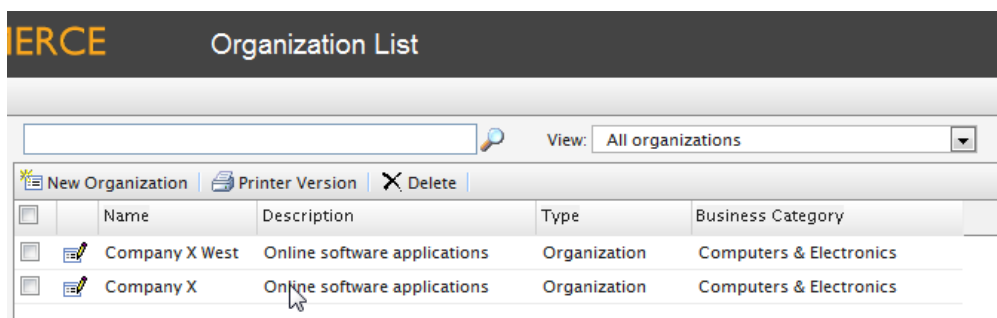 IERCE Organization List
View: All organizations
New Organization Printer Version Delete
Name Description Type Business Category
Company X West Online software applications Organization Computers & Electronics
Company X Online software applications Organization Computers & Electronics